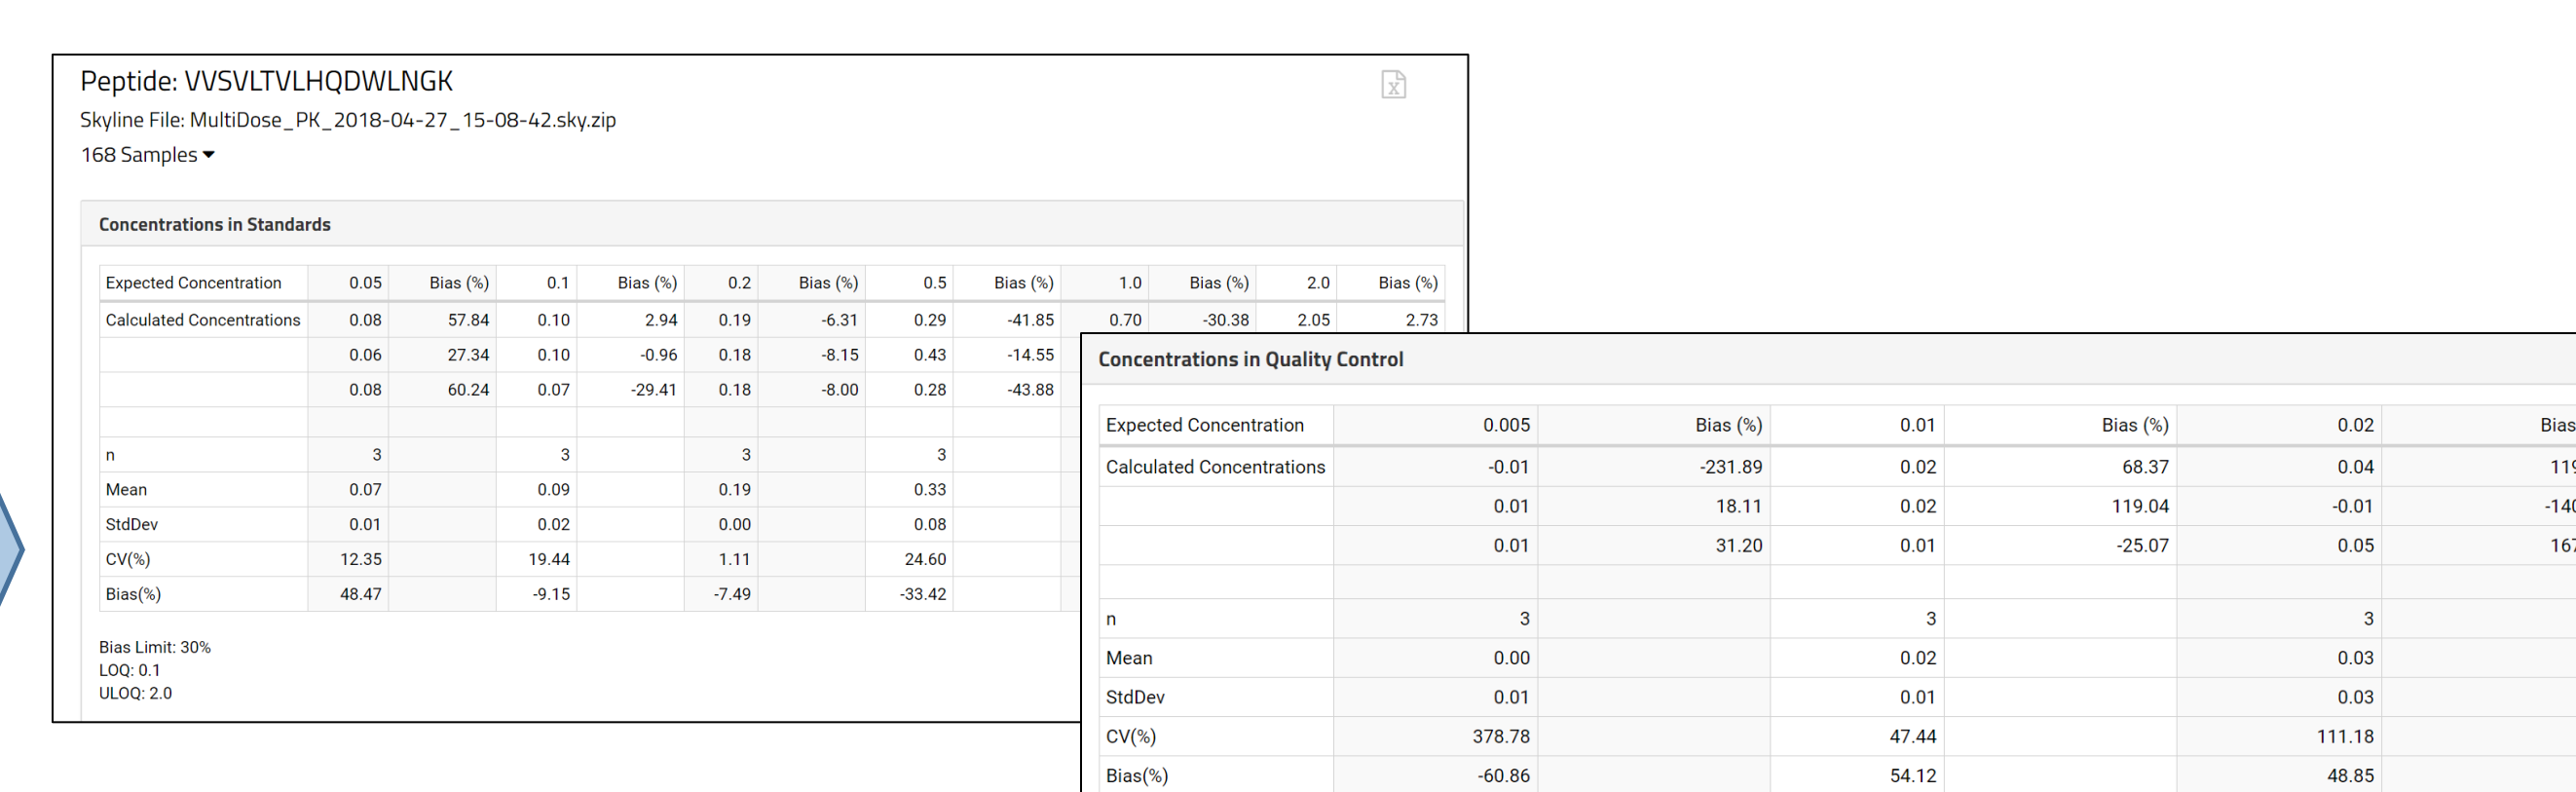 Peptide: VVSVLTVLHQDWLNGK
Skyline File: MultiDose_PK_2018-04-27_15-08-42.sky.zip
168 Samples
Concentrations in Standards
Expected Concentration 0.05 Bias (%) 0.1 Bias (%) 0.2 Bias (%) 0.5 Bias (%) 1.0 Bias (%) 2.0 Bias (%)
Calculated Concentrations 0.08 57.84 0.10 2.94 0.19 -6.31 0.29 -41.85 0.70 -30.38 2.05 2.73
0.06 27.34 0.10 -0.96 0.18 -8.15 0.43 -14.55
0.08 60.24 0.07 -29.41 0.18 -8.00 0.28 -43.88
n 3 3 3 3
Mean 0.07 0.09 0.19 0.33
StdDev 0.01 0.02 0.00 0.08
CV(%) 12.35 19.44 1.11 24.60
Bias(%) 48.47 -9.15 -7.49 -33.42
Bias Limit: 30%
LOQ: 0.1
ULOQ: 2.0
Concentrations in Quality Control
Expected Concentration 0.005 Bias (%) 0.01 Bias (%) 0.02 Bias
Calculated Concentrations -0.01 -231.89 0.02 68.37 0.04 119
0.01 18.11 0.02 119.04 -0.01 -140
0.01 31.20 0.01 -25.07 0.05 167
n 3 3 3
Mean 0.00 0.02 0.03
StdDev 0.01 0.01 0.03
CV(%) 378.78 47.44 111.18
Bias(%) -60.86 54.12 48.85